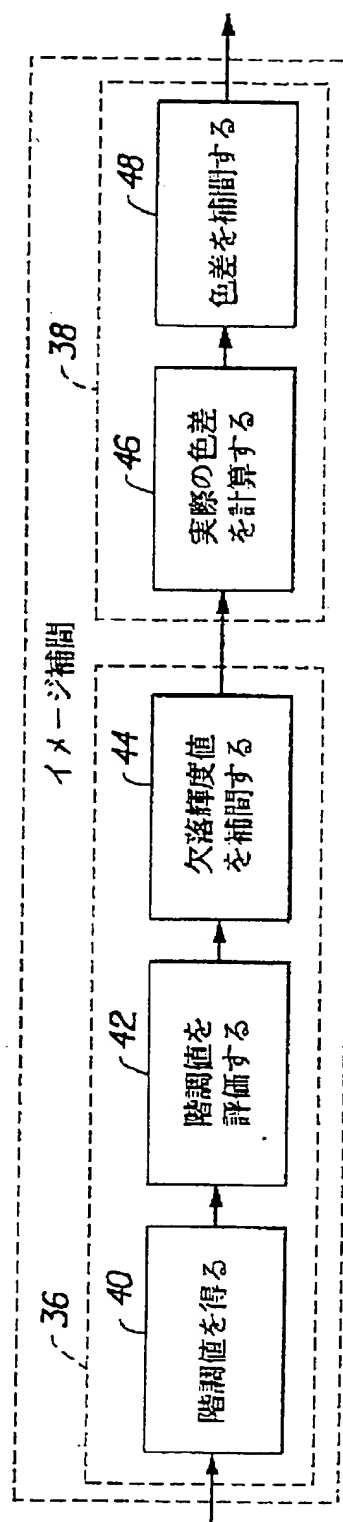 イメージ補間
36
40
階調値を得る
42
階調値を
評価する
44
欠落輝度値
を補間する
38
46
実際の色差
を計算する
48
色差を補間する